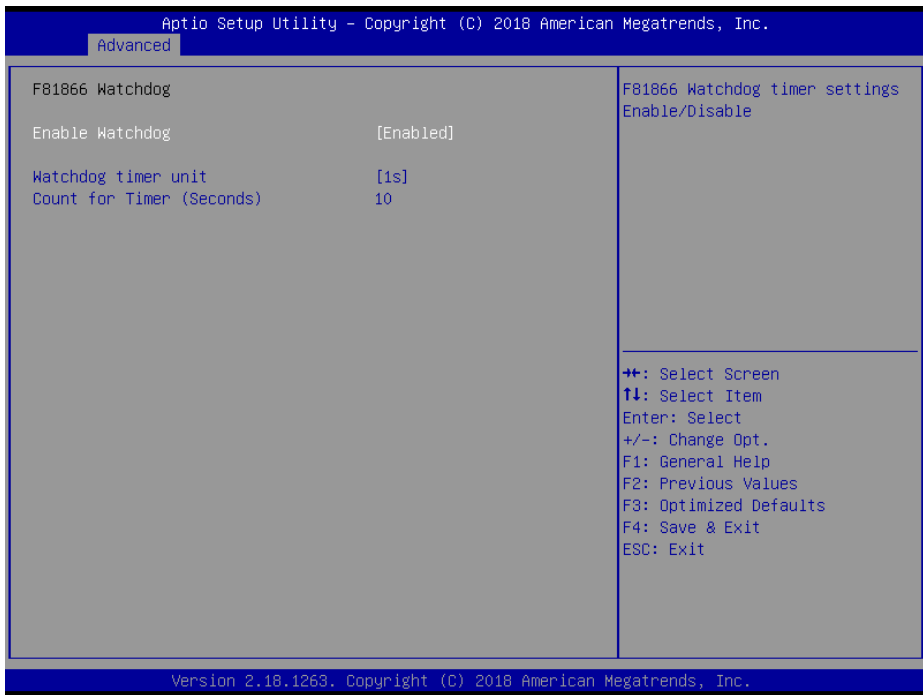 Aptio Setup Utility – Copyright (C) 2018 American Megatrends, Inc.
Advanced
F81866 Watchdog
Enable Watchdog [Enabled]
Watchdog timer unit [1s]
Count for Timer (Seconds) 10
F81866 Watchdog timer settings
Enable/Disable
→←: Select Screen
↑↓: Select Item
Enter: Select
+/-: Change Opt.
F1: General Help
F2: Previous Values
F3: Optimized Defaults
F4: Save & Exit
ESC: Exit
Version 2.18.1263. Copyright (C) 2018 American Megatrends, Inc.